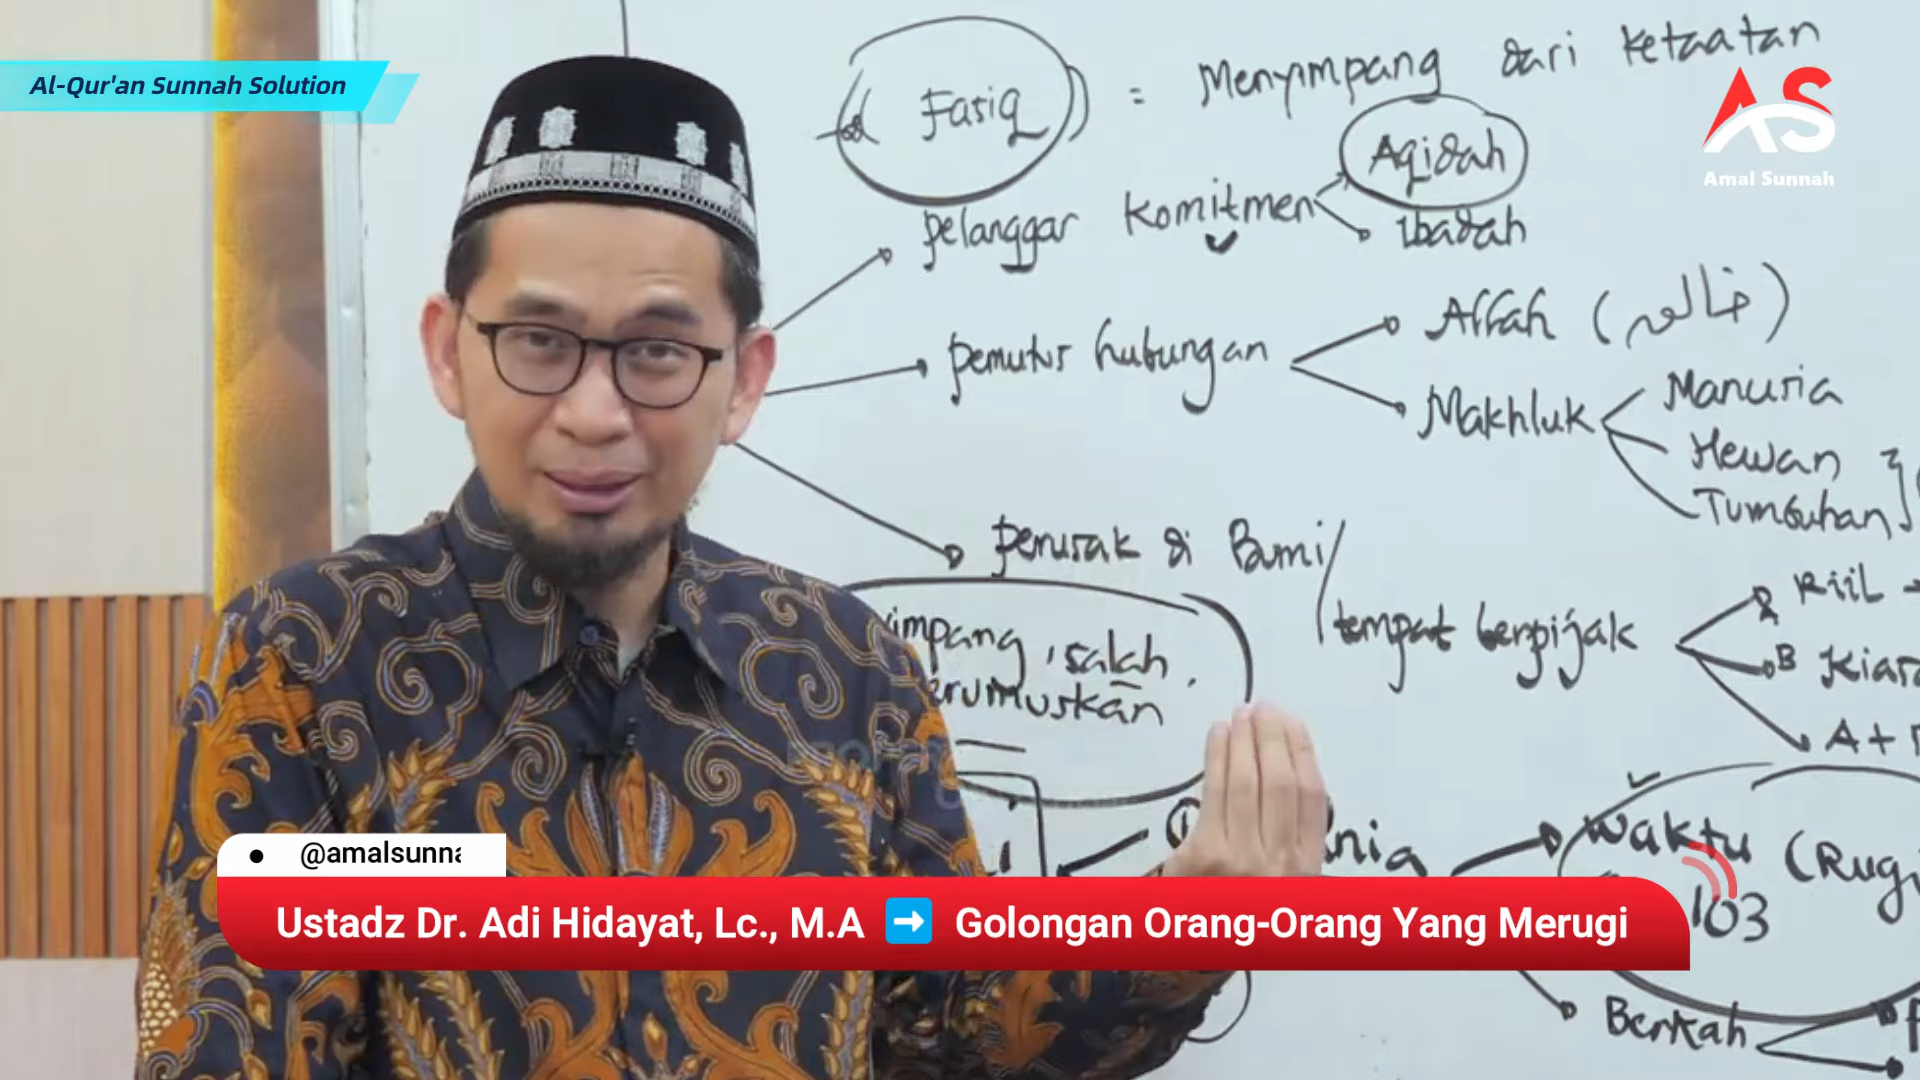 Al-Qur'an Sunnah Solution
AS
Amal Sunnah
Fasiq = Menyimpang dari ketaatan
pelanggar komitmen
Aqidah
Ibadah
pemutus hubungan
Allah
Makhluk
Manusia
Hewan
Tumbuhan
perusak di Bumi
tempat berpijak
A Riil
B
A +
impang, salah
erumuskan
waktu (Rugi
103
Berkah
@amalsunna
Ustadz Dr. Adi Hidayat, Lc., M.A ➡ Golongan Orang-Orang Yang Merugi